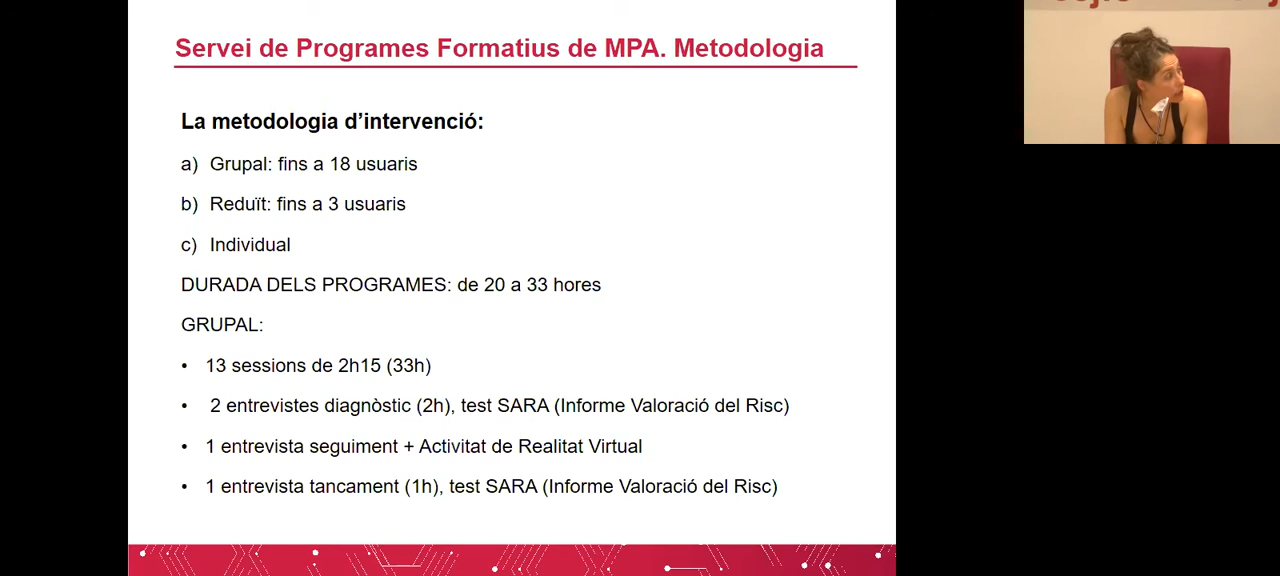 Servei de Programes Formatius de MPA. Metodologia
La metodologia d’intervenció:
a) Grupal: fins a 18 usuaris
b) Reduït: fins a 3 usuaris
c) Individual
DURADA DELS PROGRAMES: de 20 a 33 hores
GRUPAL:
• 13 sessions de 2h15 (33h)
• 2 entrevistes diagnòstic (2h), test SARA (Informe Valoració del Risc)
• 1 entrevista seguiment + Activitat de Realitat Virtual
• 1 entrevista tancament (1h), test SARA (Informe Valoració del Risc)